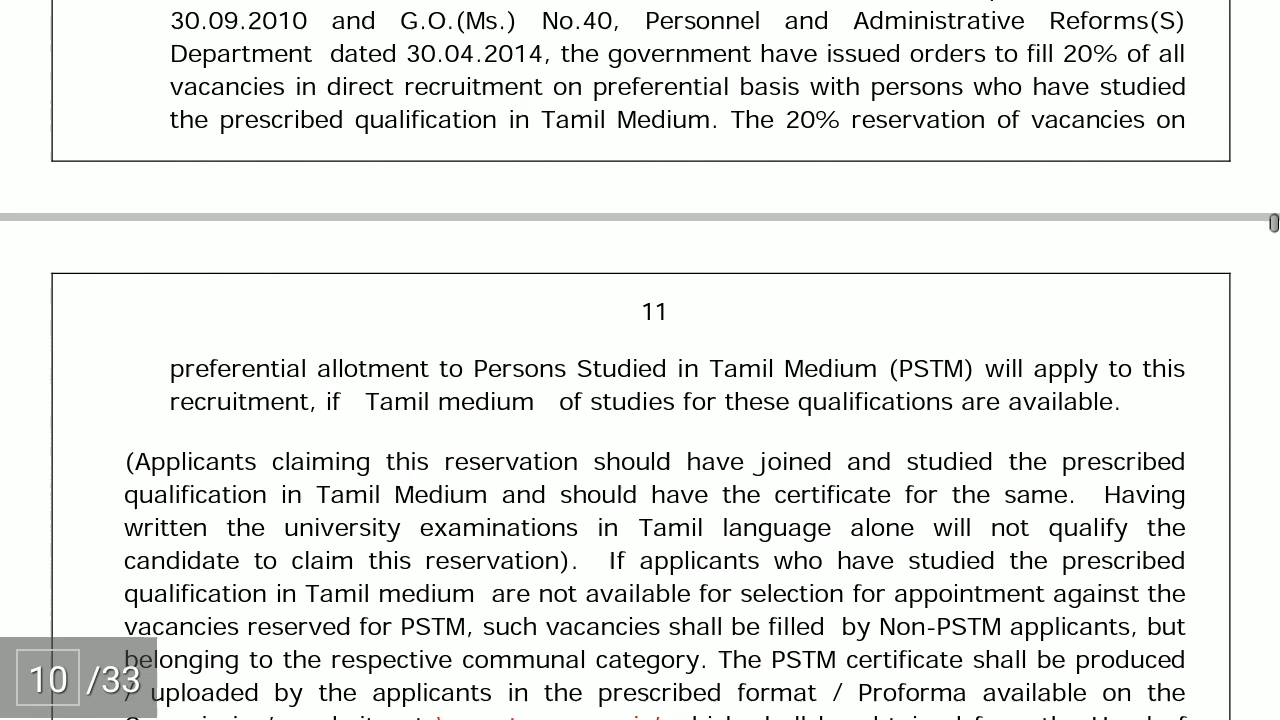 30.09.2010 and G.O.(Ms.) No.40, Personnel and Administrative Reforms(S)
Department dated 30.04.2014, the government have issued orders to fill 20% of all
vacancies in direct recruitment on preferential basis with persons who have studied
the prescribed qualification in Tamil Medium. The 20% reservation of vacancies on
11
preferential allotment to Persons Studied in Tamil Medium (PSTM) will apply to this
recruitment, if Tamil medium of studies for these qualifications are available.
(Applicants claiming this reservation should have joined and studied the prescribed
qualification in Tamil Medium and should have the certificate for the same. Having
written the university examinations in Tamil language alone will not qualify the
candidate to claim this reservation). If applicants who have studied the prescribed
qualification in Tamil medium are not available for selection for appointment against the
vacancies reserved for PSTM, such vacancies shall be filled by Non-PSTM applicants, but
belonging to the respective communal category. The PSTM certificate shall be produced
/ uploaded by the applicants in the prescribed format / Proforma available on the
10 /33